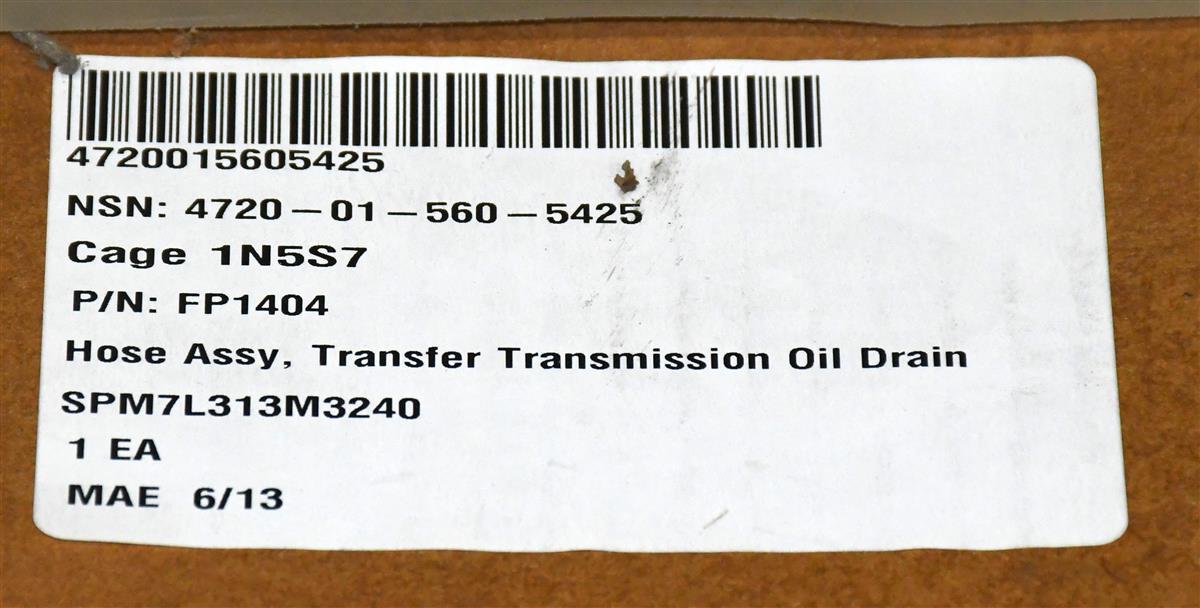 4720015605425
NSN: 4720-01-560-5425
Cage 1N5S7
P/N: FP1404
Hose Assy, Transfer Transmission Oil Drain
SPM7L313M3240
1 EA
MAE 6/13